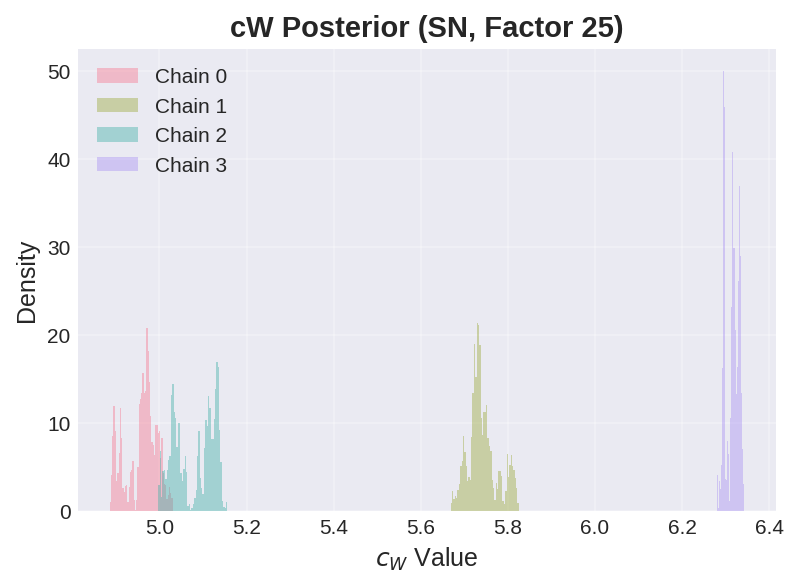 cW Posterior (SN, Factor 25)
Chain 0
Chain 1
Chain 2
Chain 3
Density
50
40
30
20
10
0
5.0 5.2 5.4 5.6 5.8 6.0 6.2 6.4
c_W Value